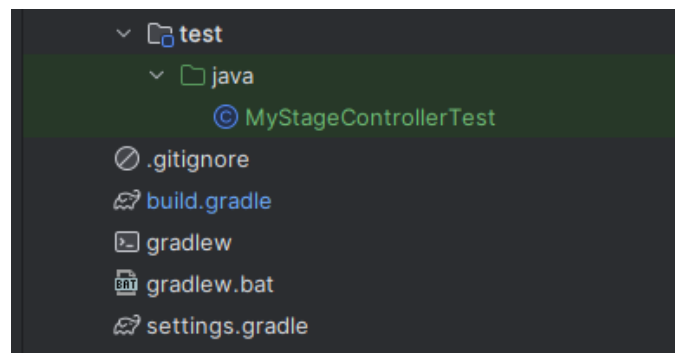 test
java
MyStageControllerTest
.gitignore
build.gradle
gradlew
gradlew.bat
settings.gradle